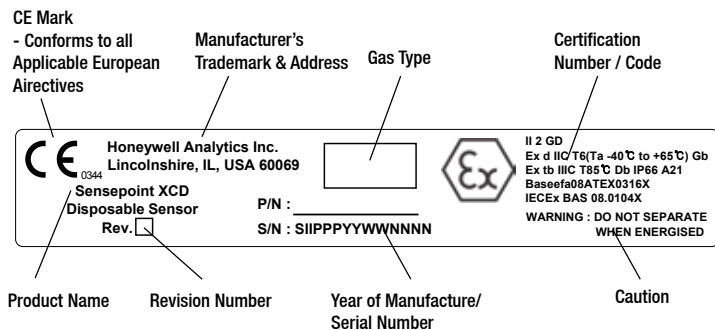 CE Mark
- Conforms to all
Applicable European
Airectives
Manufacturer's
Trademark & Address
Gas Type
Certification
Number / Code
CE 0344
Honeywell Analytics Inc.
Lincolnshire, IL, USA 60069
Sensepoint XCD
Disposable Sensor
Rev.
P/N :
S/N : SIIPPPYYWWNNNN
Ex
II 2 GD
Ex d IIC T6(Ta -40℃ to +65℃) Gb
Ex tb IIIC T85℃ Db IP66 A21
Baseefa08ATEX0316X
IECEx BAS 08.0104X
WARNING : DO NOT SEPARATE
WHEN ENERGISED
Product Name
Revision Number
Year of Manufacture/
Serial Number
Caution